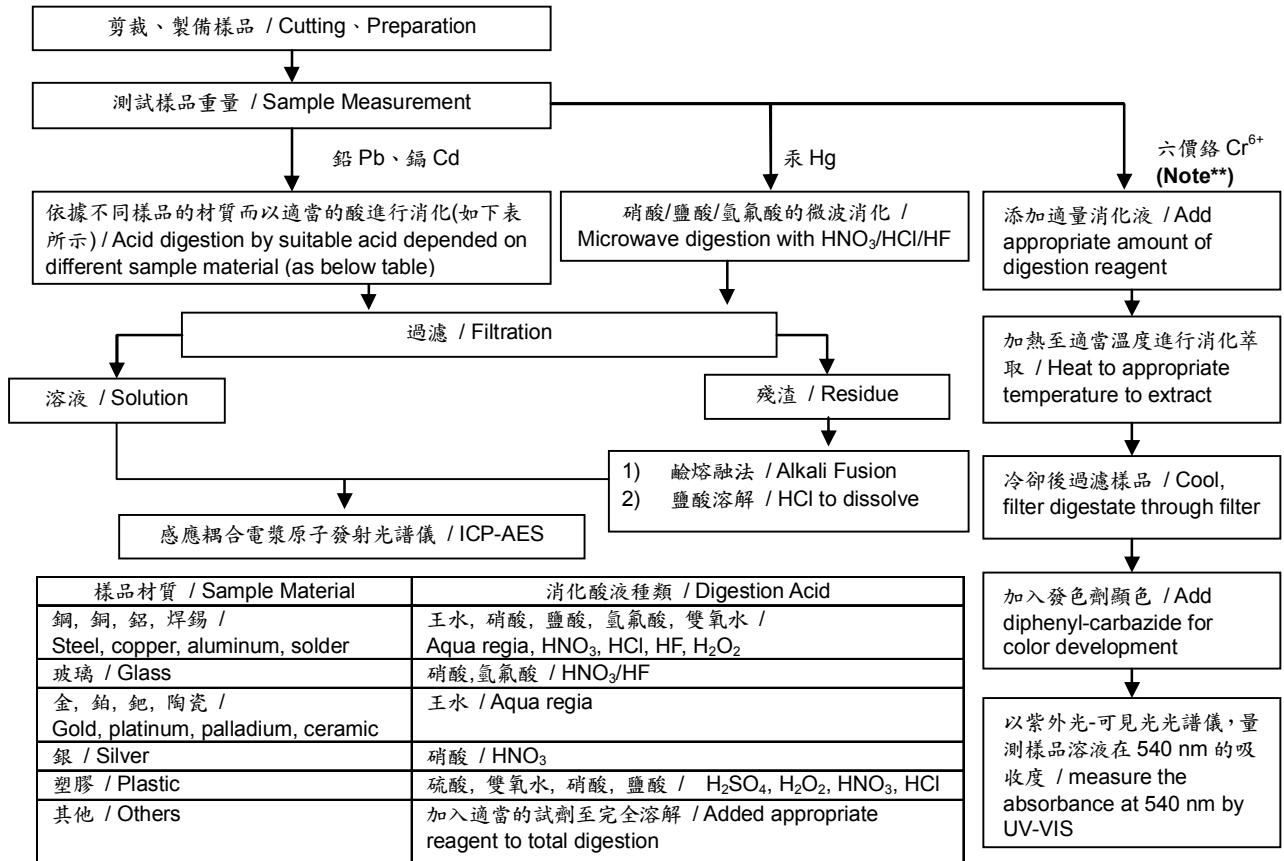 剪裁、製備樣品 / Cutting、Preparation
測試樣品重量 / Sample Measurement
鉛 Pb、鎘 Cd
汞 Hg
六價鉻 Cr⁶⁺
(Note**)
依據不同樣品的材質而以適當的酸進行消化(如下表
所示) / Acid digestion by suitable acid depended on
different sample material (as below table)
硝酸/鹽酸/氫氟酸的微波消化 /
Microwave digestion with HNO₃/HCl/HF
添加適量消化液 / Add
appropriate amount of
digestion reagent
過濾 / Filtration
加熱至適當溫度進行消化萃
取 / Heat to appropriate
temperature to extract
溶液 / Solution
殘渣 / Residue
1) 鹼熔融法 / Alkali Fusion
2) 鹽酸溶解 / HCl to dissolve
冷卻後過濾樣品 / Cool,
filter digestate through filter
感應耦合電漿原子發射光譜儀 / ICP-AES
加入發色劑顯色 / Add
diphenyl-carbazide for
color development
以紫外光-可見光光譜儀,量
測樣品溶液在 540 nm 的吸
收度 / measure the
absorbance at 540 nm by
UV-VIS
樣品材質 / Sample Material
消化酸液種類 / Digestion Acid
鋼, 銅, 鋁, 焊錫 /
Steel, copper, aluminum, solder
王水, 硝酸, 鹽酸, 氫氟酸, 雙氧水 /
Aqua regia, HNO₃, HCl, HF, H₂O₂
玻璃 / Glass
硝酸,氫氟酸 / HNO₃/HF
金, 鉑, 鈀, 陶瓷 /
Gold, platinum, palladium, ceramic
王水 / Aqua regia
銀 / Silver
硝酸 / HNO₃
塑膠 / Plastic
硫酸, 雙氧水, 硝酸, 鹽酸 / H₂SO₄, H₂O₂, HNO₃, HCl
其他 / Others
加入適當的試劑至完全溶解 / Added appropriate
reagent to total digestion